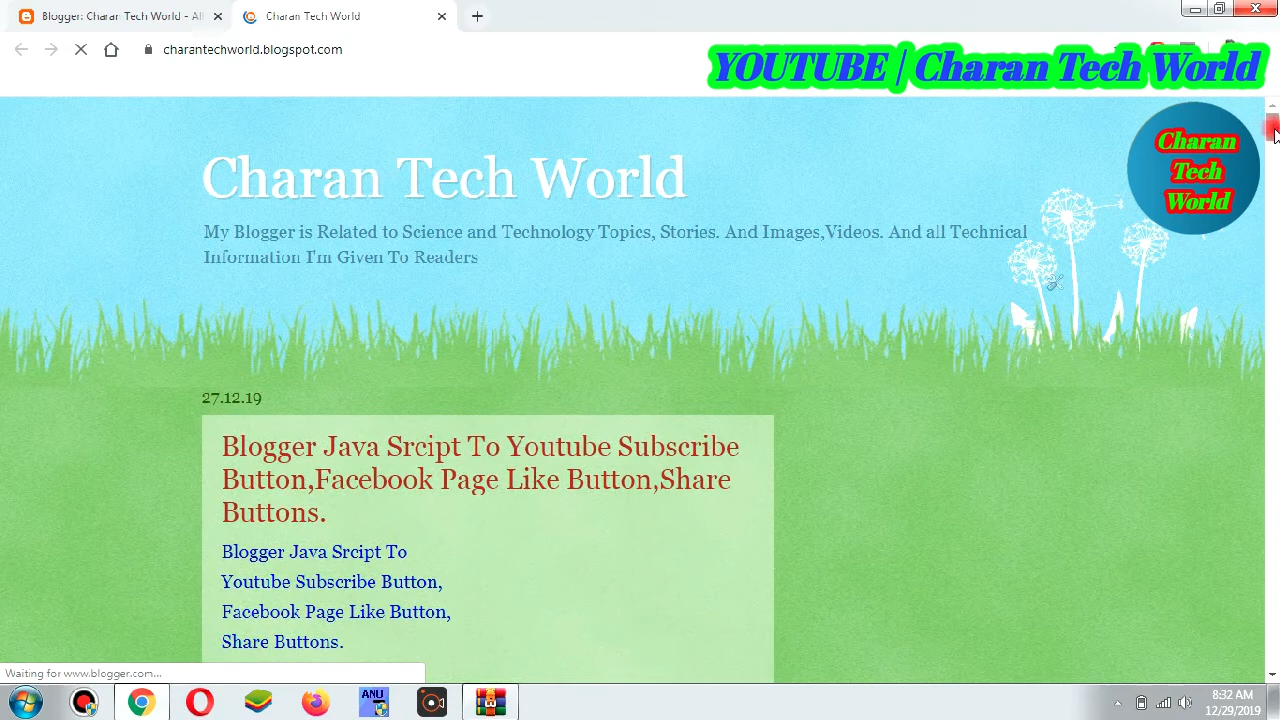 Blogger: Charan Tech World - All
Charan Tech World
charantechworld.blogspot.com
YOUTUBE | Charan Tech World
Charan
Tech
World
Charan Tech World
My Blogger is Related to Science and Technology Topics, Stories. And Images,Videos. And all Technical
Information I'm Given To Readers
27.12.19
Blogger Java Srcipt To Youtube Subscribe
Button,Facebook Page Like Button,Share
Buttons.
Blogger Java Srcipt To
Youtube Subscribe Button,
Facebook Page Like Button,
Share Buttons.
Waiting for www.blogger.com...
ANU
8:32 AM
12/29/2019